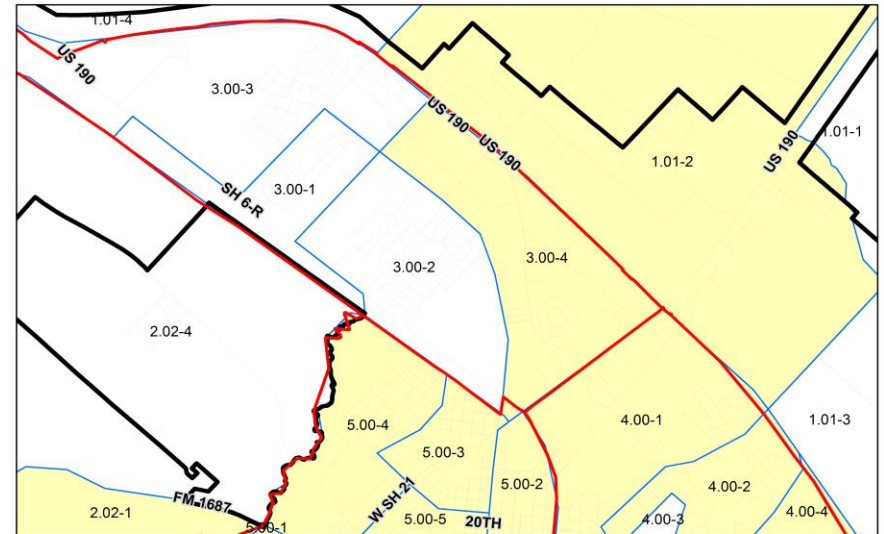 1.01-4
US 190
3.00-3
US 190
US 190
1.01-2
US 190
1.01-1
SH 6-R
3.00-1
3.00-2
3.00-4
2.02-4
5.00-4
4.00-1
1.01-3
5.00-3
5.00-2
4.00-2
FM 1687
W-SH-21
2.02-1
5.00-1
5.00-5
20TH
4.00-3
4.00-4